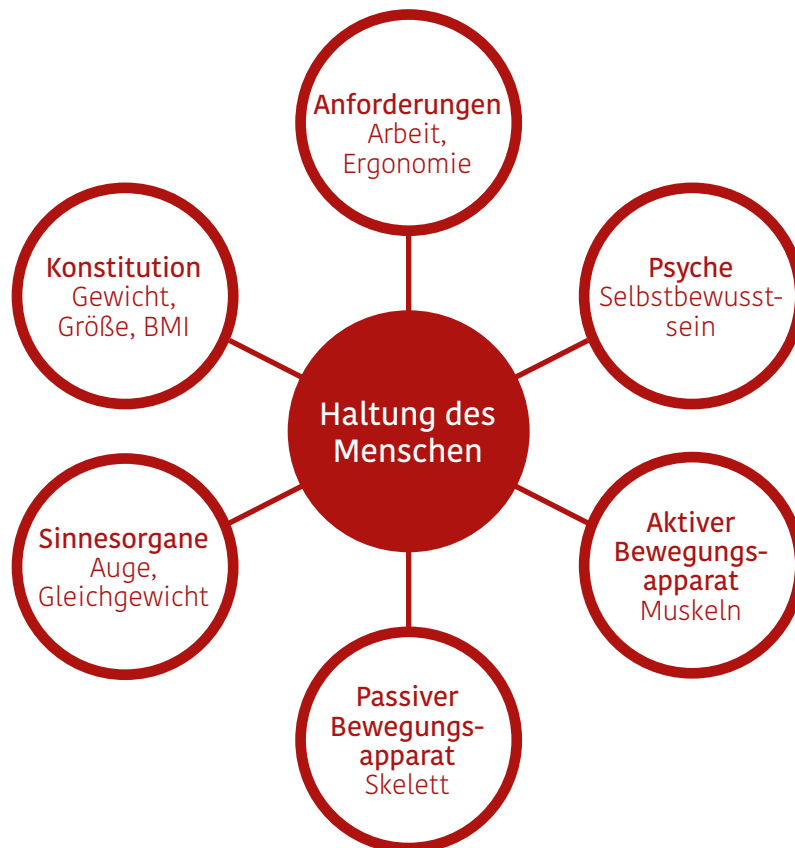 Anforderungen
Arbeit,
Ergonomie
Konstitution
Gewicht,
Größe, BMI
Psyche
Selbstbewusst-
sein
Haltung des
Menschen
Sinnesorgane
Auge,
Gleichgewicht
Aktiver
Bewegungs-
apparat
Muskeln
Passiver
Bewegungs-
apparat
Skelett